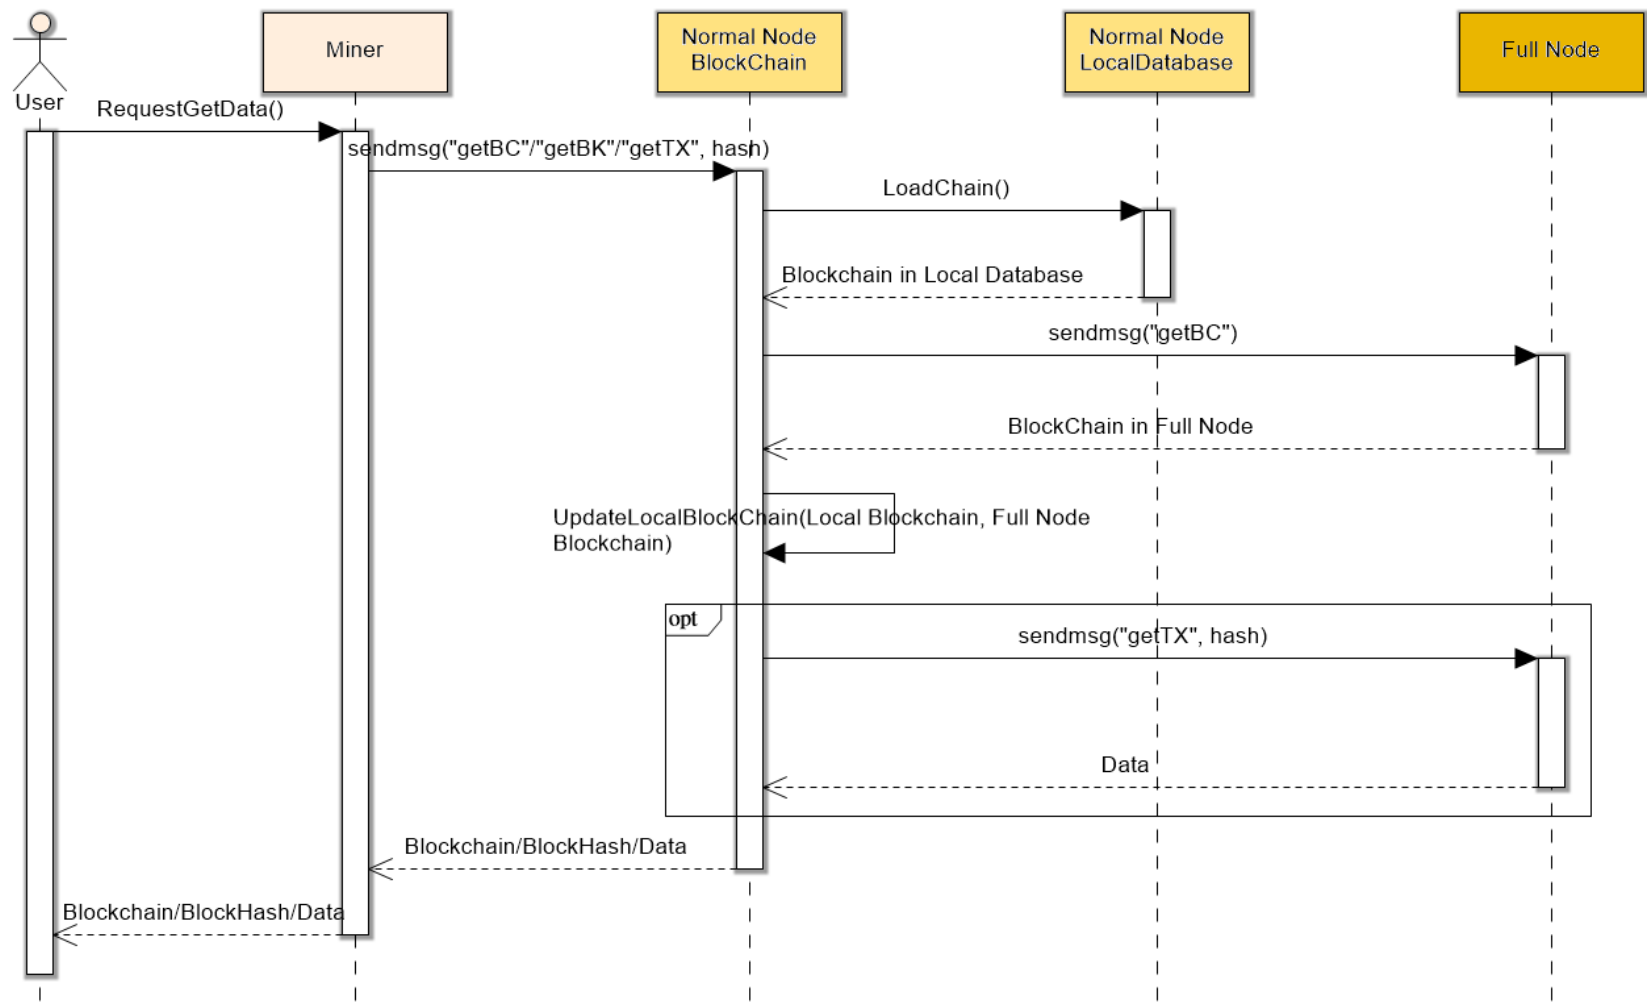 User
Miner
Normal Node
BlockChain
Normal Node
LocalDatabase
Full Node
RequestGetData()
sendmsg("getBC"/"getBK"/"getTX", hash)
LoadChain()
Blockchain in Local Database
sendmsg("getBC")
BlockChain in Full Node
UpdateLocalBlockChain(Local Blockchain, Full Node
Blockchain)
opt
sendmsg("getTX", hash)
Data
Blockchain/BlockHash/Data
Blockchain/BlockHash/Data